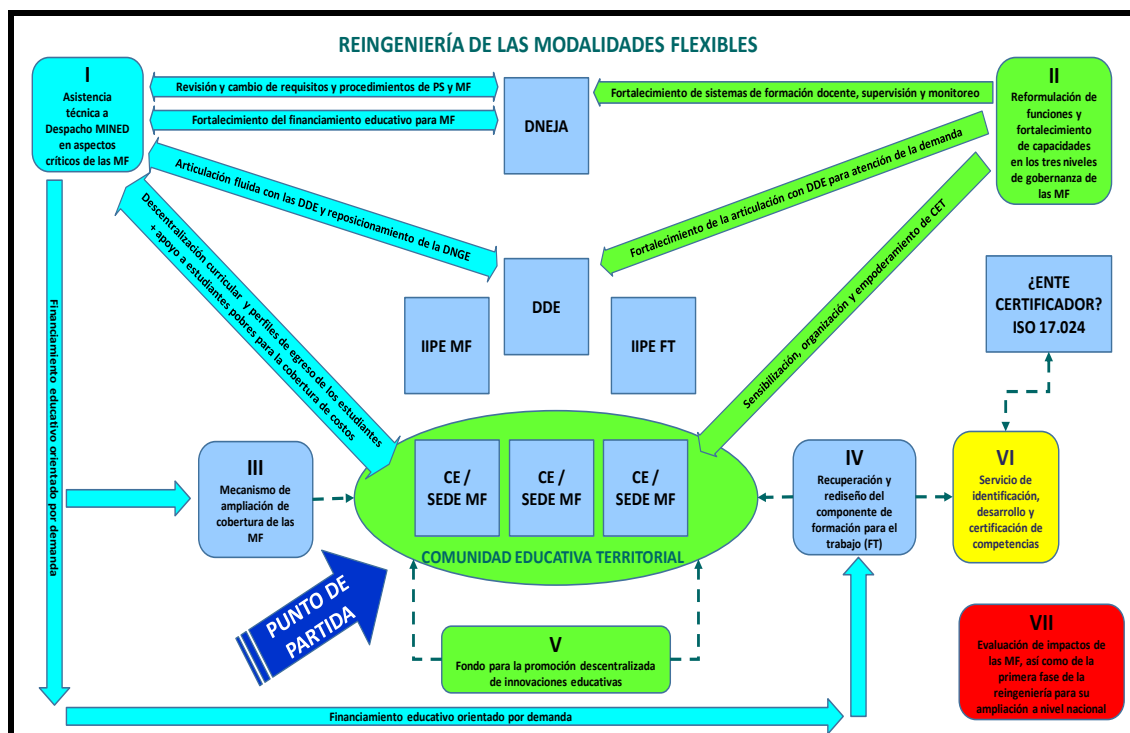 REINGENIERÍA DE LAS MODALIDADES FLEXIBLES
I
Asistencia
técnica a
Despacho MINED
en aspectos
críticos de las MF
Revisión y cambio de requisitos y procedimientos de PS y MF
Fortalecimiento del financiamiento educativo para MF
Articulación fluida con las DDE y reposicionamiento de la DNGE
Descentralización curricular y perfiles de egreso de los estudiantes
+ apoyo a estudiantes pobres para la cobertura de costos
DNEJA
Fortalecimiento de sistemas de formación docente, supervisión y monitoreo
Fortalecimiento de la articulación con DDE para atención de la demanda
Sensibilización, organización y empoderamiento de CET
II
Reformulación de
funciones y
fortalecimiento
de capacidades
en los tres niveles
de gobernanza de
las MF
DDE
IIPE MF
IIPE FT
¿ENTE
CERTIFICADOR?
ISO 17.024
Financiamiento educativo orientado por demanda
III
Mecanismo de
ampliación de
cobertura de las
MF
CE /
SEDE MF
CE /
SEDE MF
CE /
SEDE MF
COMUNIDAD EDUCATIVA TERRITORIAL
IV
Recuperación y
rediseño del
componente de
formación para el
trabajo (FT)
VI
Servicio de
identificación,
desarrollo y
certificación de
competencias
PUNTO DE
PARTIDA
V
Fondo para la promoción descentralizada
de innovaciones educativas
VII
Evaluación de impactos de
las MF, así como de la
primera fase de la
reingeniería para su
ampliación a nivel nacional
Financiamiento educativo orientado por demanda